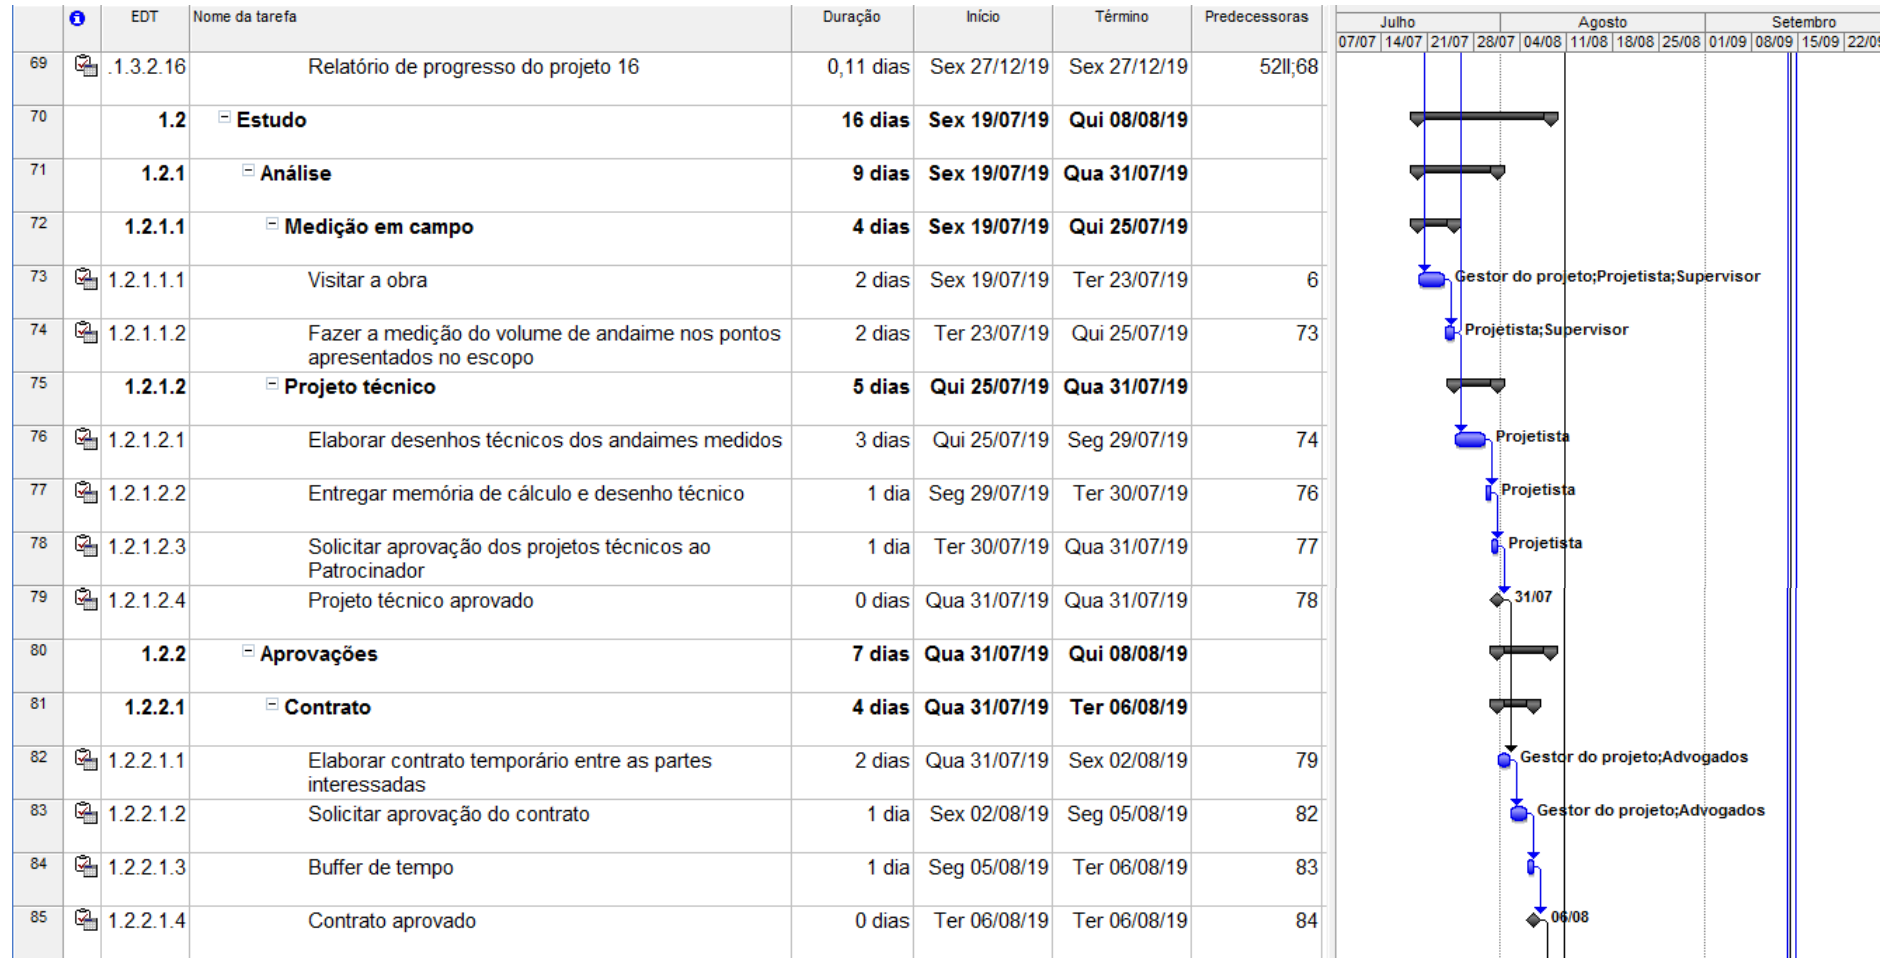 EDT Nome da tarefa Duração Início Término Predecessoras Julho Agosto Setembro
07/07 14/07 21/07 28/07 04/08 11/08 18/08 25/08 01/09 08/09 15/09 22/09
69 .1.3.2.16 Relatório de progresso do projeto 16 0,11 dias Sex 27/12/19 Sex 27/12/19 52II;68
70 1.2 Estudo 16 dias Sex 19/07/19 Qui 08/08/19
71 1.2.1 Análise 9 dias Sex 19/07/19 Qua 31/07/19
72 1.2.1.1 Medição em campo 4 dias Sex 19/07/19 Qui 25/07/19
73 1.2.1.1.1 Visitar a obra 2 dias Sex 19/07/19 Ter 23/07/19 6 Gestor do projeto;Projetista;Supervisor
74 1.2.1.1.2 Fazer a medição do volume de andaime nos pontos 2 dias Ter 23/07/19 Qui 25/07/19 73 Projetista;Supervisor
apresentados no escopo
75 1.2.1.2 Projeto técnico 5 dias Qui 25/07/19 Qua 31/07/19
76 1.2.1.2.1 Elaborar desenhos técnicos dos andaimes medidos 3 dias Qui 25/07/19 Seg 29/07/19 74 Projetista
77 1.2.1.2.2 Entregar memória de cálculo e desenho técnico 1 dia Seg 29/07/19 Ter 30/07/19 76 Projetista
78 1.2.1.2.3 Solicitar aprovação dos projetos técnicos ao 1 dia Ter 30/07/19 Qua 31/07/19 77 Projetista
Patrocinador
79 1.2.1.2.4 Projeto técnico aprovado 0 dias Qua 31/07/19 Qua 31/07/19 78 31/07
80 1.2.2 Aprovações 7 dias Qua 31/07/19 Qui 08/08/19
81 1.2.2.1 Contrato 4 dias Qua 31/07/19 Ter 06/08/19
82 1.2.2.1.1 Elaborar contrato temporário entre as partes 2 dias Qua 31/07/19 Sex 02/08/19 79 Gestor do projeto;Advogados
interessadas
83 1.2.2.1.2 Solicitar aprovação do contrato 1 dia Sex 02/08/19 Seg 05/08/19 82 Gestor do projeto;Advogados
84 1.2.2.1.3 Buffer de tempo 1 dia Seg 05/08/19 Ter 06/08/19 83
85 1.2.2.1.4 Contrato aprovado 0 dias Ter 06/08/19 Ter 06/08/19 84 06/08